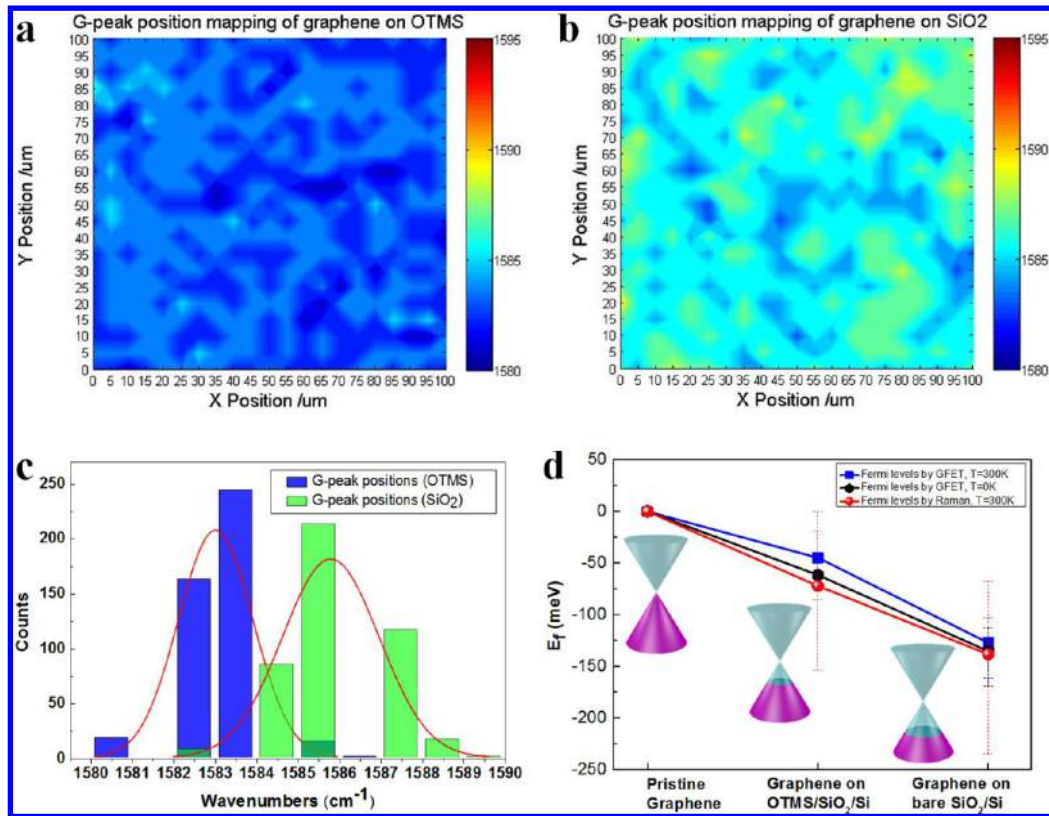 a
G-peak position mapping of graphene on OTMS
100
95
90
85
80
75
70
65
60
55
50
45
40
35
30
25
20
15
10
5
0
Y Position /um
0 5 10 15 20 25 30 35 40 45 50 55 60 65 70 75 80 85 90 95 100
X Position /um
1595
1590
1585
1580
b
G-peak position mapping of graphene on SiO2
100
95
90
85
80
75
70
65
60
55
50
45
40
35
30
25
20
15
10
5
0
Y Position /um
0 5 10 15 20 25 30 35 40 45 50 55 60 65 70 75 80 85 90 95 100
X Position /um
1595
1590
1585
1580
c
G-peak positions (OTMS)
G-peak positions (SiO2)
250
200
150
100
50
0
Counts
1580 1581 1582 1583 1584 1585 1586 1587 1588 1589 1590
Wavenumbers (cm-1)
d
Fermi levels by GFET, T=300K
Fermi levels by GFET, T=0K
Fermi levels by Raman, T=300K
50
0
-50
-100
-150
-200
-250
Ef (meV)
Pristine
Graphene
Graphene on
OTMS/SiO2/Si
Graphene on
bare SiO2/Si